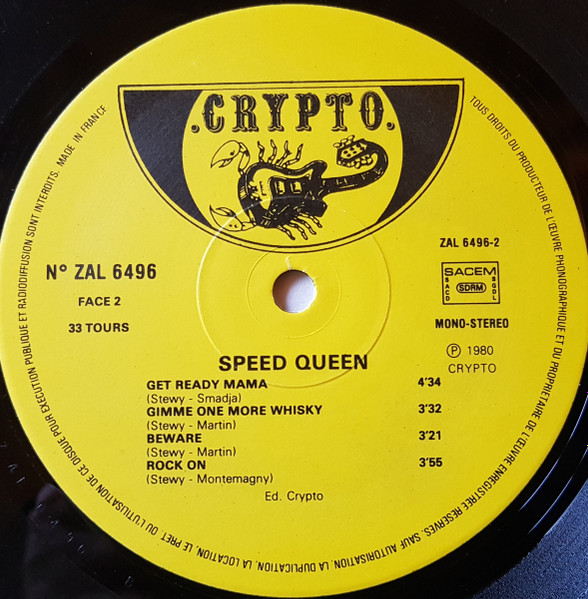 .CRYPTO.
N° ZAL 6496
FACE 2
33 TOURS
ZAL 6496-2
SACEM
SACD
SDRM
SGDL
MONO-STEREO
Ⓟ 1980
CRYPTO
SPEED QUEEN
GET READY MAMA 4'34
(Stewy - Smadja)
GIMME ONE MORE WHISKY 3'32
(Stewy - Martin)
BEWARE 3'21
(Stewy - Martin)
ROCK ON 3'55
(Stewy - Montemagny)
Ed. Crypto
TOUS DROITS DU PRODUCTEUR DE L'ŒUVRE PHONOGRAPHIQUE ET DU PROPRIETAIRE DE L'ŒUVRE ENREGISTREE RESERVES. SAUF AUTORISATION, LA DUPLICATION, LA LOCATION, LE PRET OU L'UTILISATION DE CE DISQUE POUR EXECUTION PUBLIQUE ET RADIODIFFUSION SONT INTERDITS. MADE IN FRANCE